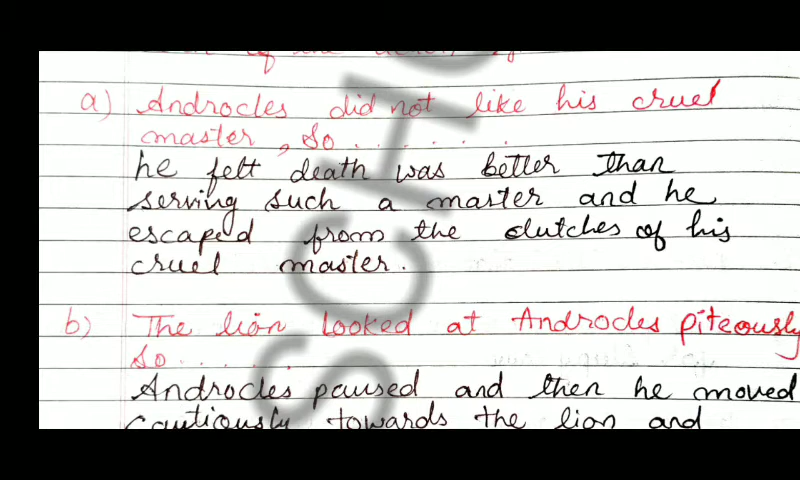 a) Androcles did not like his cruel
master, so . . . . . . .
he felt death was better than
serving such a master and he
escaped from the clutches of his
cruel master.
b) The lion looked at Androcles piteously
so . . . . .
Androcles paused and then he moved
cautiously towards the lion and
SCHO